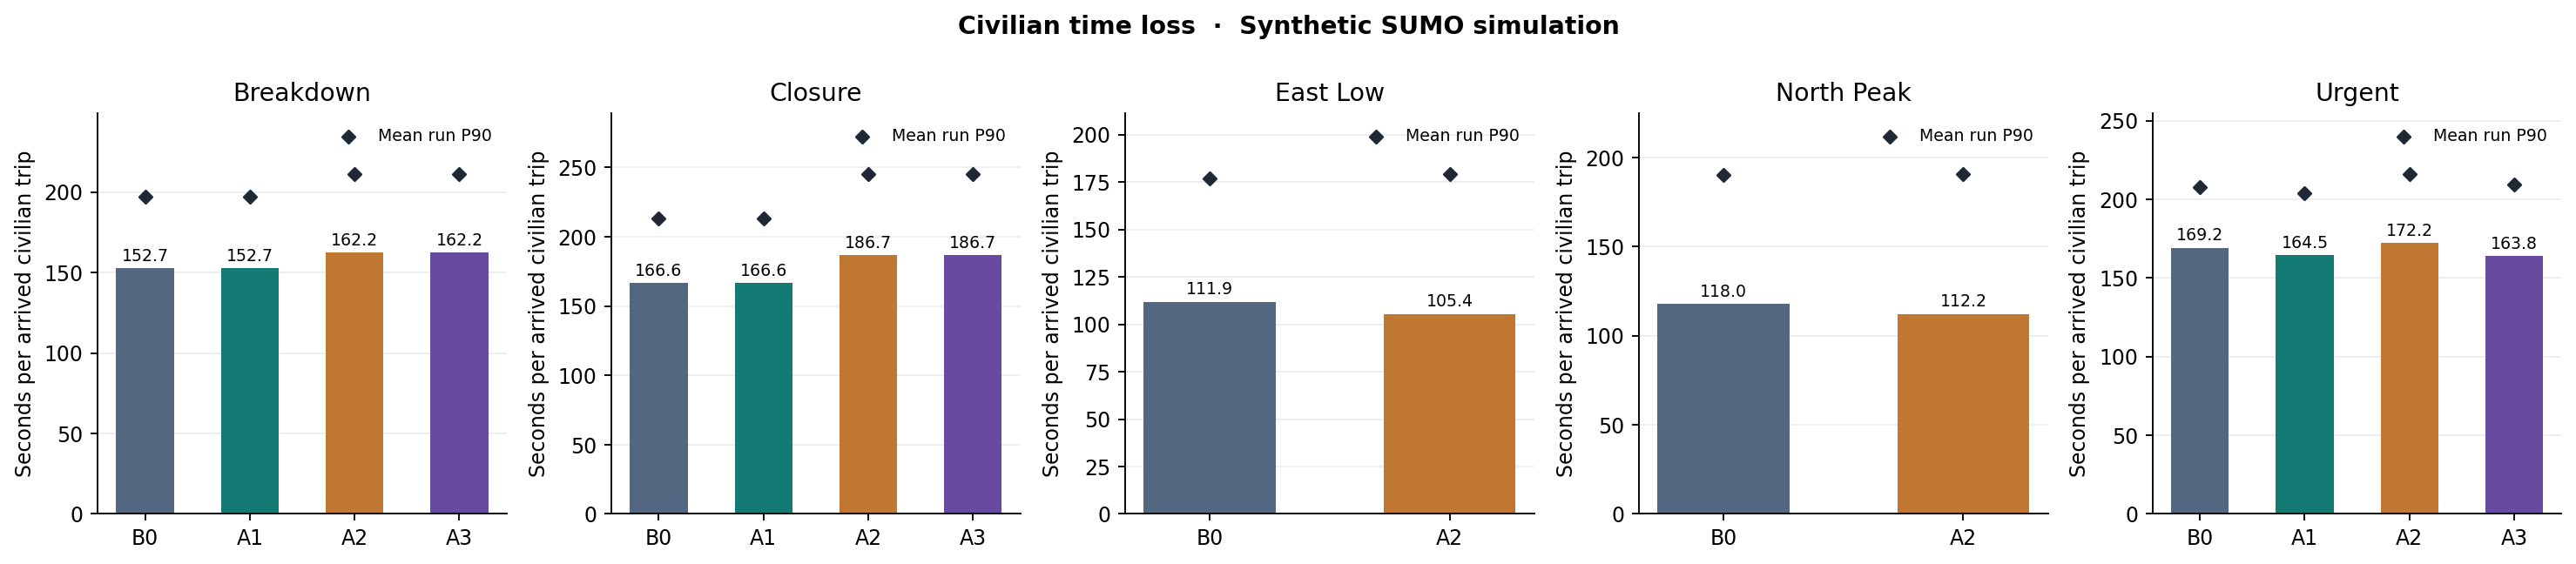 Civilian time loss · Synthetic SUMO simulation
Breakdown
Seconds per arrived civilian trip
Mean run P90
200
150
100
50
0
152.7
152.7
162.2
162.2
B0 A1 A2 A3
Closure
Seconds per arrived civilian trip
Mean run P90
250
200
150
100
50
0
166.6
166.6
186.7
186.7
B0 A1 A2 A3
East Low
Seconds per arrived civilian trip
Mean run P90
200
175
150
125
100
75
50
25
0
111.9
105.4
B0 A2
North Peak
Seconds per arrived civilian trip
Mean run P90
200
150
100
50
0
118.0
112.2
B0 A2
Urgent
Seconds per arrived civilian trip
Mean run P90
250
200
150
100
50
0
169.2
164.5
172.2
163.8
B0 A1 A2 A3